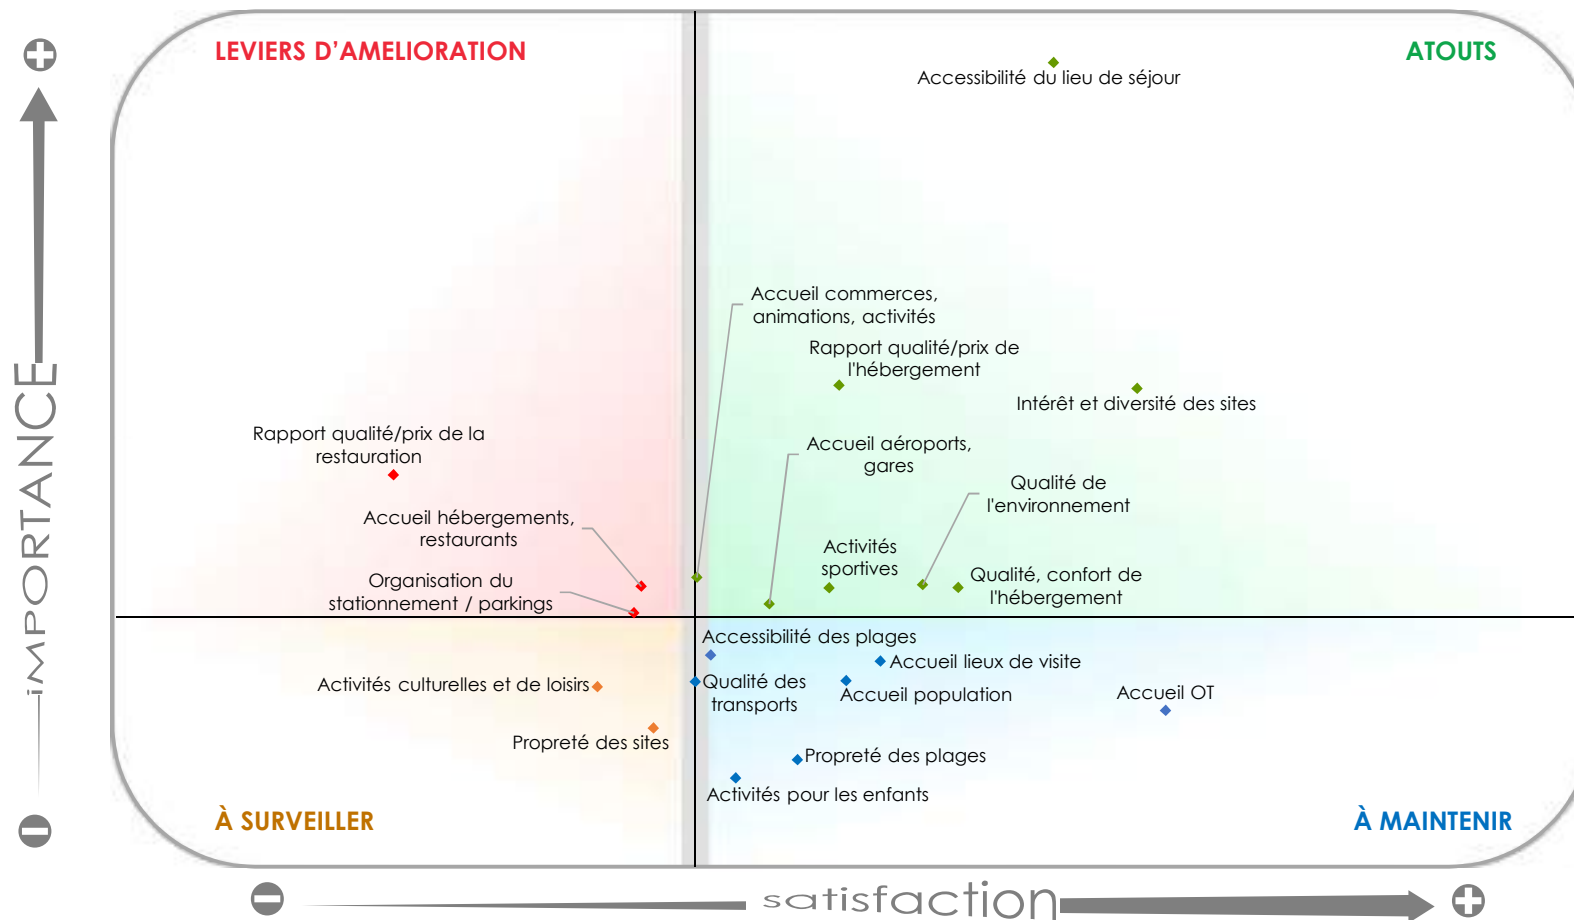 LEVIERS D'AMELIORATION
ATOUTS
Accessibilité du lieu de séjour
Accueil commerces,
animations, activités
Rapport qualité/prix de
l'hébergement
Intérêt et diversité des sites
Rapport qualité/prix de la
restauration
Accueil aéroports,
gares
Qualité de
l'environnement
Accueil hébergements,
restaurants
Activités
sportives
Organisation du
stationnement / parkings
Qualité, confort de
l'hébergement
Accessibilité des plages
Accueil lieux de visite
Activités culturelles et de loisirs
Qualité des
transports
Accueil population
Accueil OT
Propreté des sites
Propreté des plages
Activités pour les enfants
À SURVEILLER
À MAINTENIR
iMPORTANCE
satisfaction